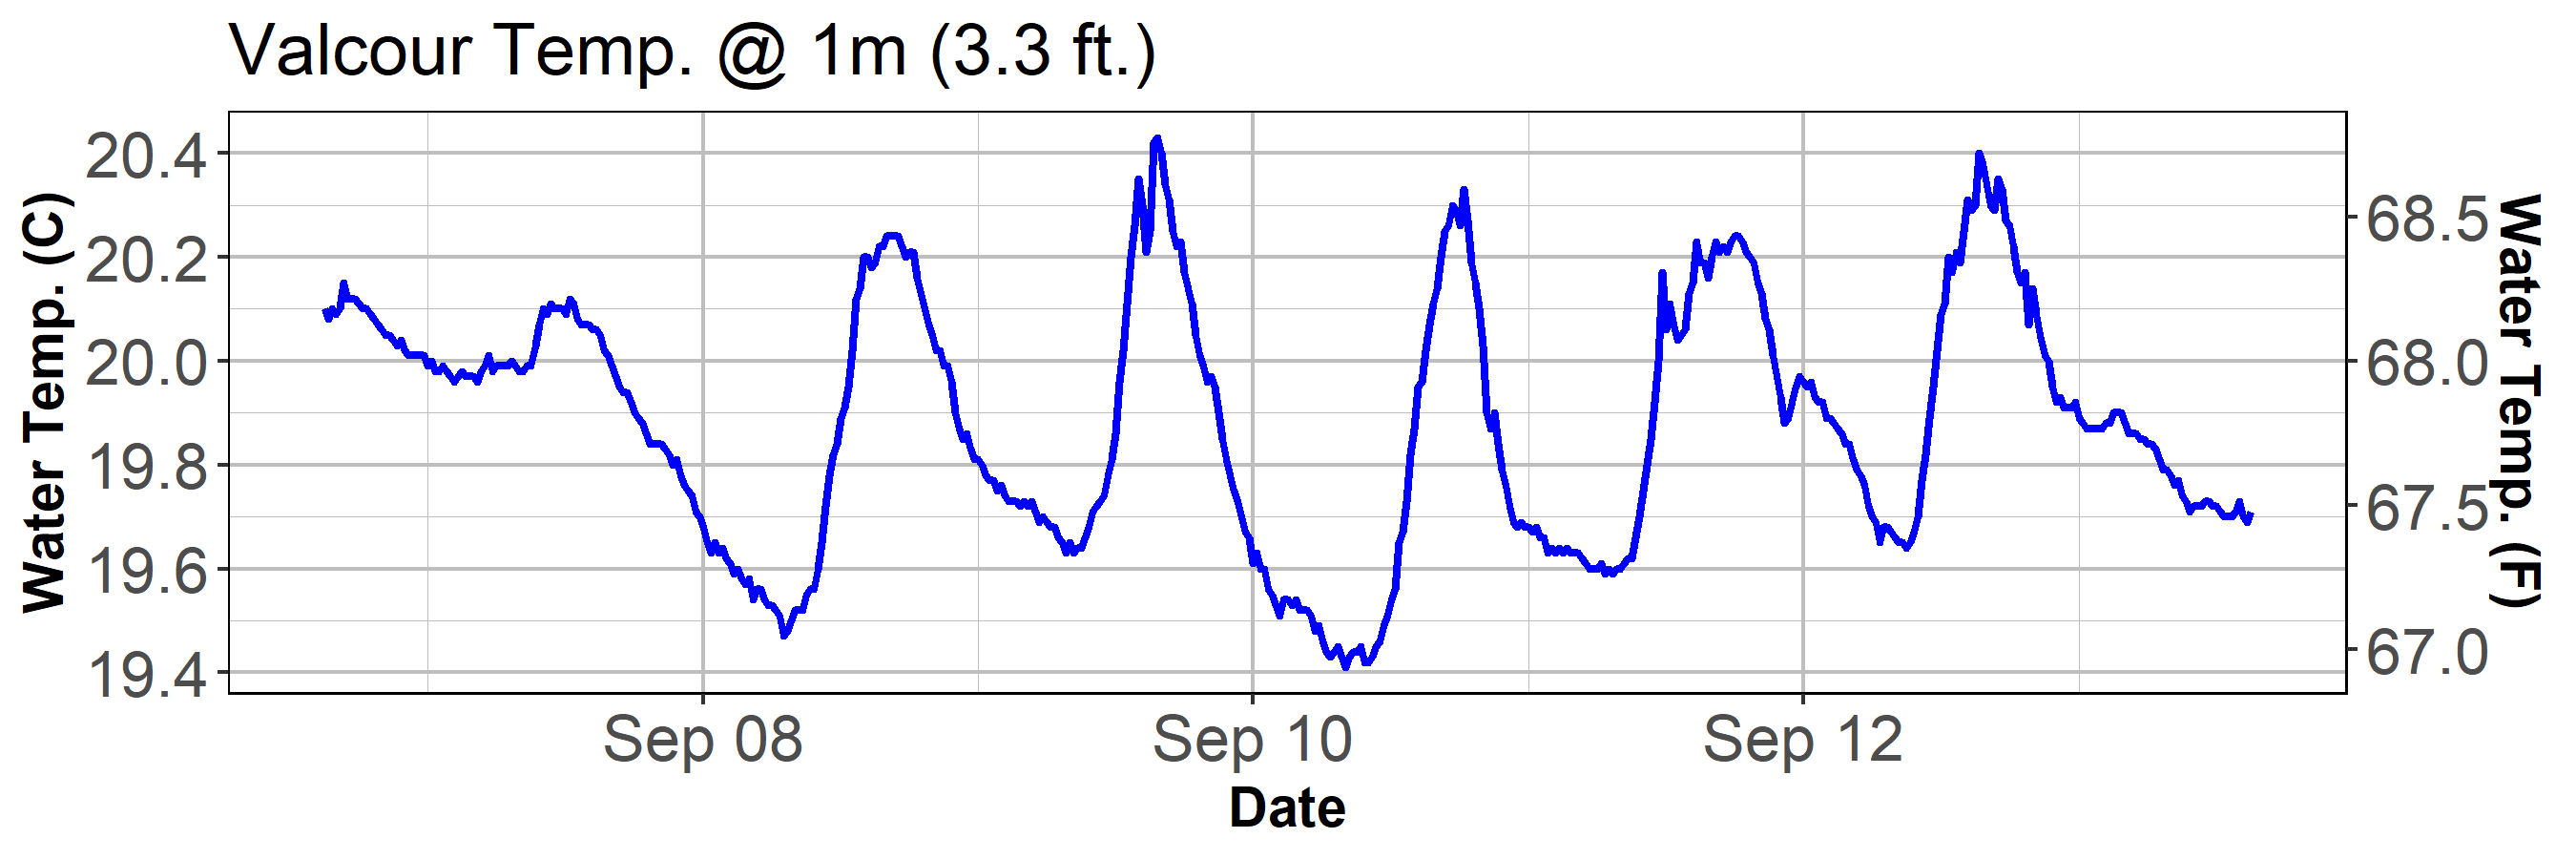 Valcour Temp. @ 1m (3.3 ft.)
Water Temp. (C)
20.4
20.2
20.0
19.8
19.6
19.4
68.5
68.0
67.5
67.0
Water Temp. (F)
Sep 08
Sep 10
Sep 12
Date